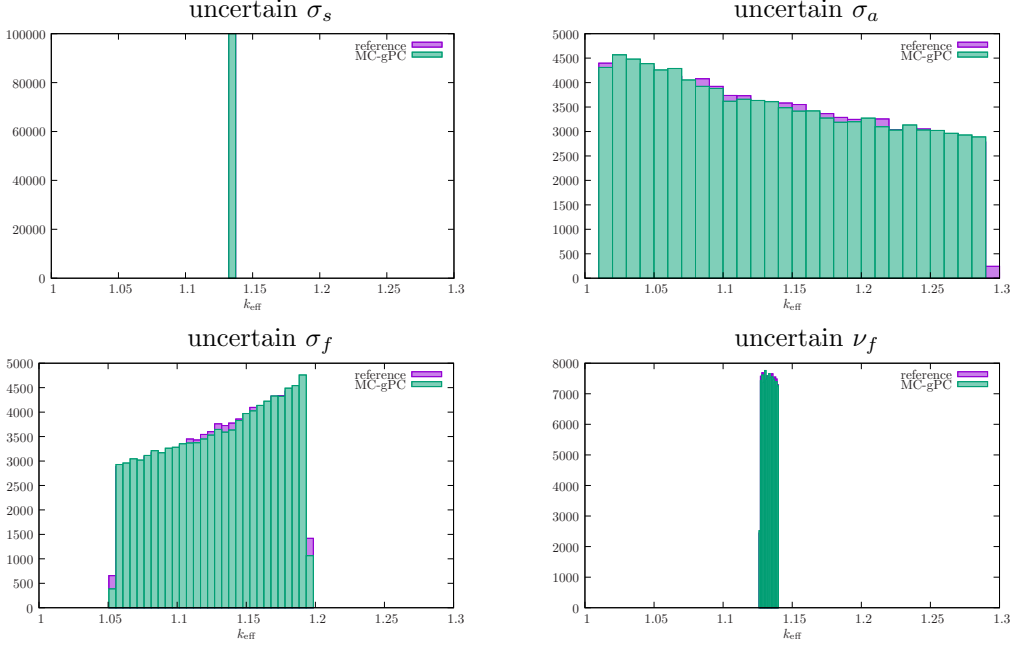 uncertain σ_s
100000
80000
60000
40000
20000
0
reference
MC-gPC
1 1.05 1.1 1.15 1.2 1.25 1.3
k_eff
uncertain σ_a
5000
4500
4000
3500
3000
2500
2000
1500
1000
500
0
reference
MC-gPC
1 1.05 1.1 1.15 1.2 1.25 1.3
k_eff
uncertain σ_f
5000
4500
4000
3500
3000
2500
2000
1500
1000
500
0
reference
MC-gPC
1 1.05 1.1 1.15 1.2 1.25 1.3
k_eff
uncertain ν_f
8000
7000
6000
5000
4000
3000
2000
1000
0
reference
MC-gPC
1 1.05 1.1 1.15 1.2 1.25 1.3
k_eff